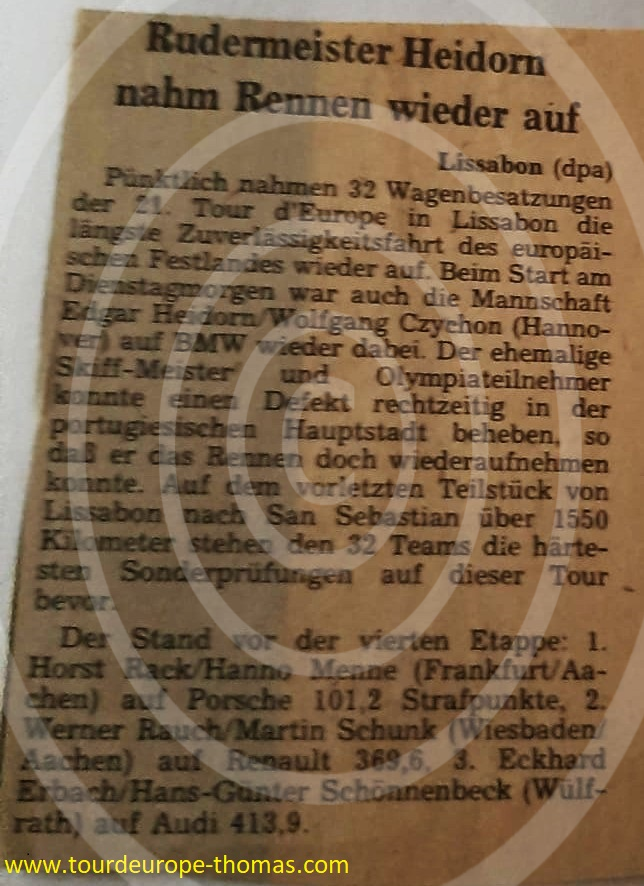 Rudermeister Heidorn
nahm Rennen wieder auf
Lissabon (dpa)
Pünktlich nahmen 32 Wagenbesatzungen
der 21. Tour d'Europe in Lissabon die
längste Zuverlässigkeitsfahrt des europäi-
schen Festlandes wieder auf. Beim Start am
Dienstagmorgen war auch die Mannschaft
Edgar Heidorn/Wolfgang Czychon (Hanno-
ver) auf BMW wieder dabei. Der ehemalige
Skiff-Meister und Olympiateilnehmer
konnte einen Defekt rechtzeitig in der
portugiesischen Hauptstadt beheben, so
daß er das Rennen doch wiederaufnehmen
konnte. Auf dem vorletzten Teilstück von
Lissabon nach San Sebastian über 1550
Kilometer stehen den 32 Teams die härte-
sten Sonderprüfungen auf dieser Tour
bevor.
Der Stand vor der vierten Etappe: 1.
Horst Rack/Hanno Menne (Frankfurt/Aa-
chen) auf Porsche 101,2 Strafpunkte, 2.
Werner Rauch/Martin Schunk (Wiesbaden/
Aachen) auf Renault 369,6, 3. Eckhard
Erbach/Hans-Günter Schönnenbeck (Wülf-
rath) auf Audi 413,9.
www.tourdeurope-thomas.com